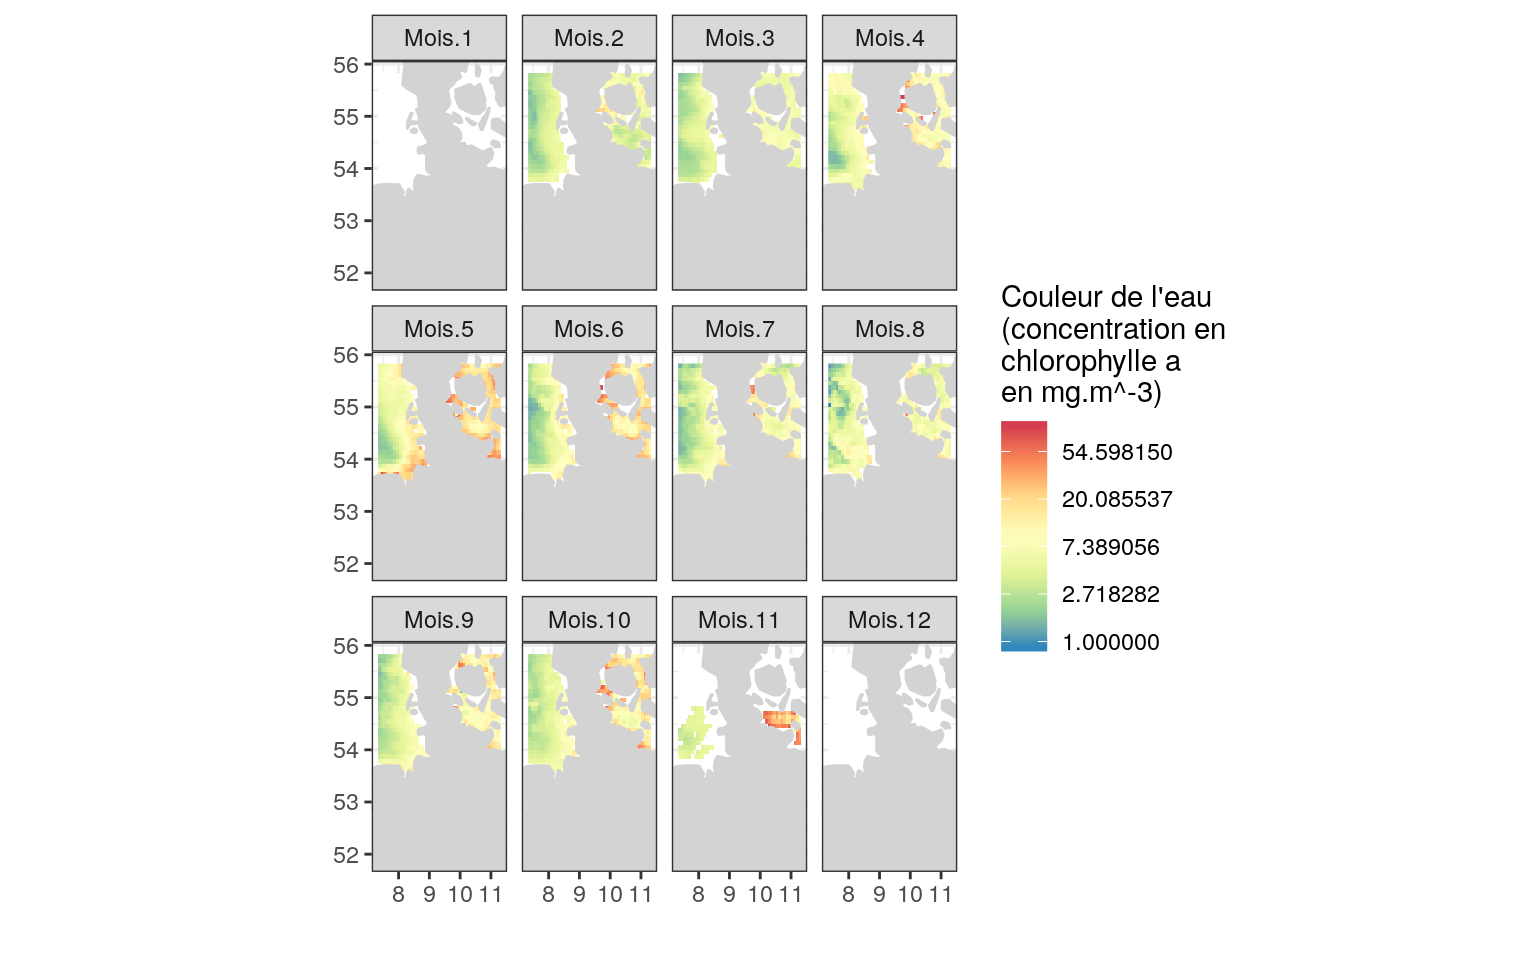 Mois.1 Mois.2 Mois.3 Mois.4
56
55
54
53
52
Mois.5 Mois.6 Mois.7 Mois.8
56
55
54
53
52
Mois.9 Mois.10 Mois.11 Mois.12
56
55
54
53
52
8 9 10 11 8 9 10 11 8 9 10 11 8 9 10 11
Couleur de l'eau
(concentration en
chlorophylle a
en mg.m^-3)
54.598150
20.085537
7.389056
2.718282
1.000000